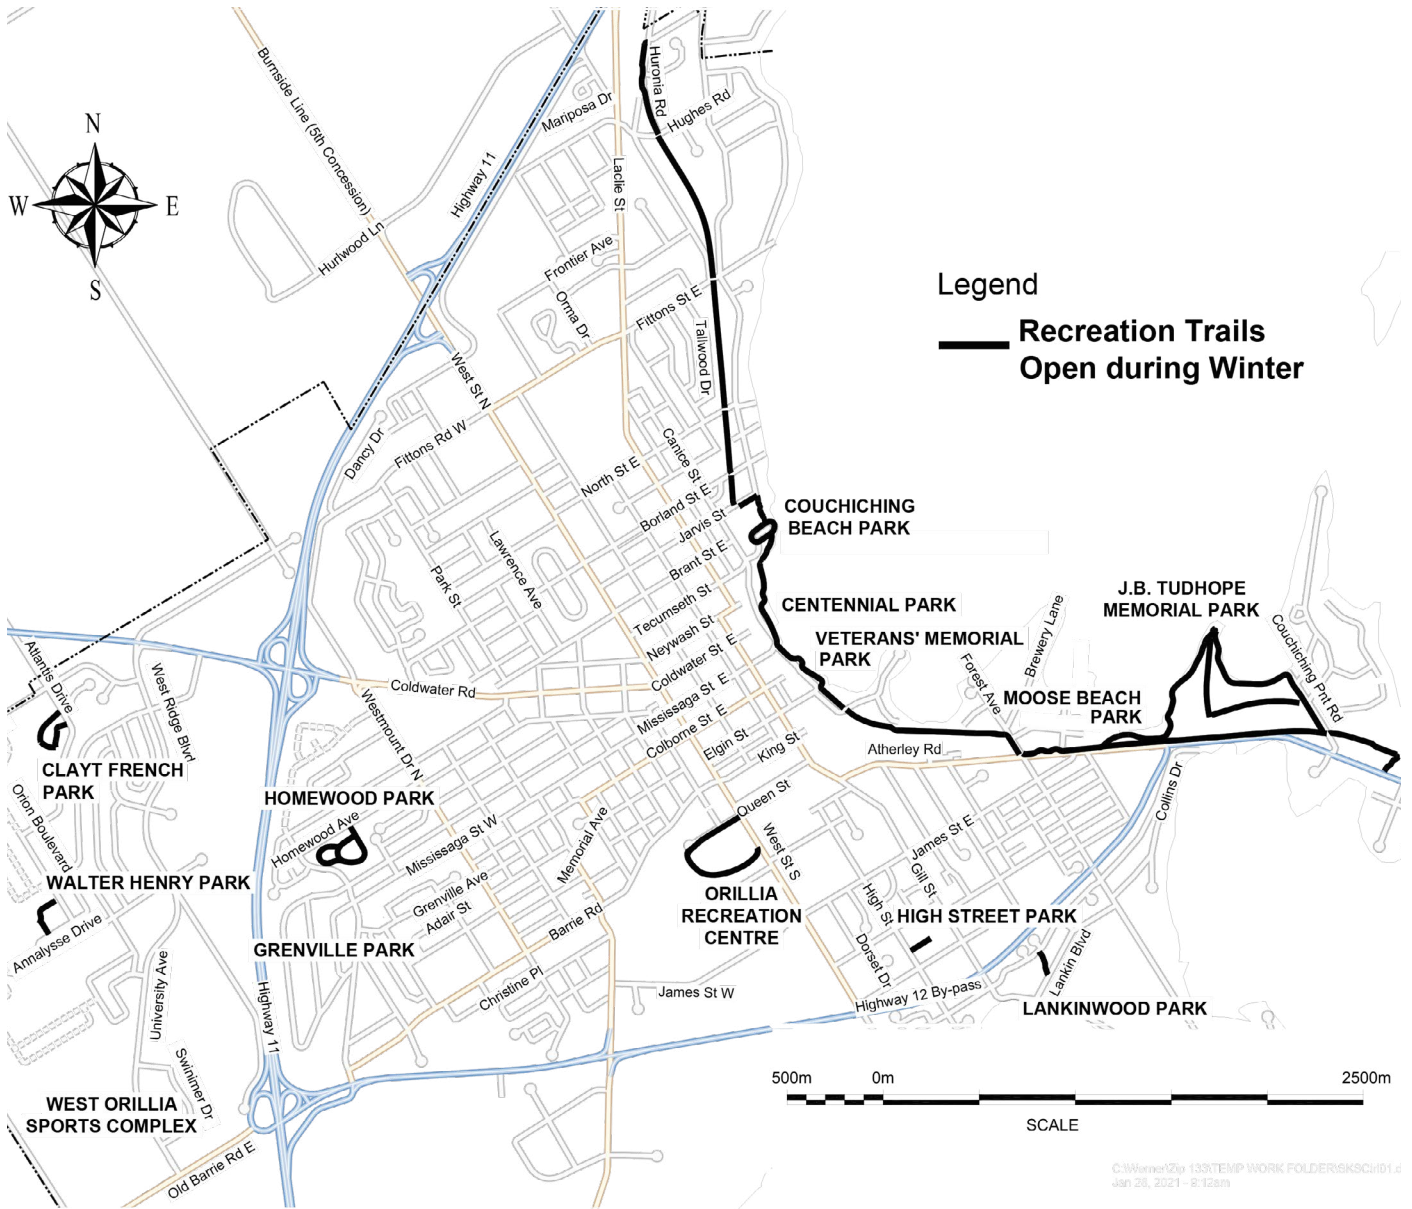 Burnside Line (5th Concession)
Highway 11
Mariposa Dr
Huronia Rd
Hughes Rd
Laclie St
N
W
E
S
Hurlwood Ln
Frontier Ave
Orma Dr
Fittons St E
Tallwood Dr
Legend
Recreation Trails
Open during Winter
West St N
Dancy Dr
Fittons Rd W
North St E
Canice St
Borland St E
Jarvis St
Brant St E
Tecumseth St
Neywash St
Coldwater St E
Mississaga St E
Colborne St E
Elgin St
King St
COUCHICHING
BEACH PARK
Lawrence Ave
Park St
CENTENNIAL PARK
VETERANS' MEMORIAL
PARK
J.B. TUDHOPE
MEMORIAL PARK
Brewery Lane
Forest Ave
MOOSE BEACH
PARK
Couchiching Pnt Rd
Atlantis Drive
West Ridge Blvd
Coldwater Rd
Westmount Dr N
Atherley Rd
Collins Dr
CLAYT FRENCH
PARK
Orion Boulevard
HOMEWOOD PARK
Homewood Ave
Mississaga St W
Memorial Ave
Queen St
West St S
James St E
Gill St
High St
WALTER HENRY PARK
Annalysse Drive
Grenville Ave
Adair St
Barrie Rd
ORILLIA
RECREATION
CENTRE
HIGH STREET PARK
GRENVILLE PARK
Dorset Dr
Lankin Blvd
University Ave
Highway 11
Christine Pl
James St W
Highway 12 By-pass
LANKINWOOD PARK
Swinimer Dr
WEST ORILLIA
SPORTS COMPLEX
Old Barrie Rd E
500m
0m
2500m
SCALE
Jan 28, 2021 - 9:12am